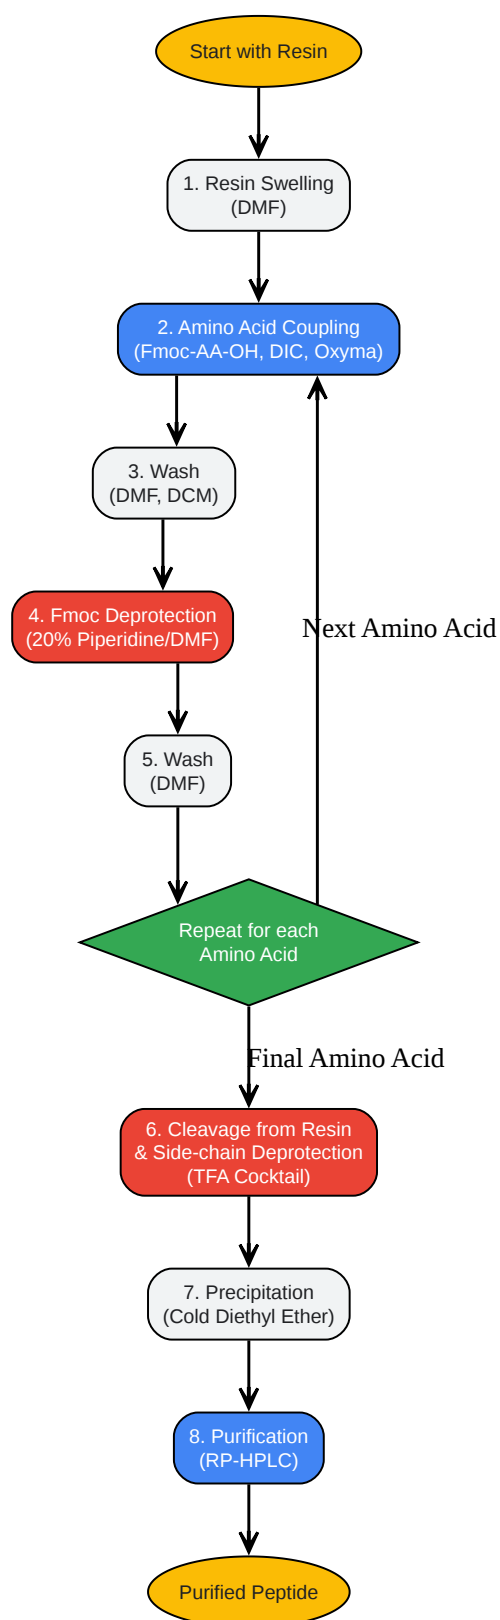 Start with Resin
1. Resin Swelling
(DMF)
2. Amino Acid Coupling
(Fmoc-AA-OH, DIC, Oxyma)
3. Wash
(DMF, DCM)
4. Fmoc Deprotection
(20% Piperidine/DMF)
Next Amino Acid
5. Wash
(DMF)
Repeat for each
Amino Acid
Final Amino Acid
6. Cleavage from Resin
& Side-chain Deprotection
(TFA Cocktail)
7. Precipitation
(Cold Diethyl Ether)
8. Purification
(RP-HPLC)
Purified Peptide